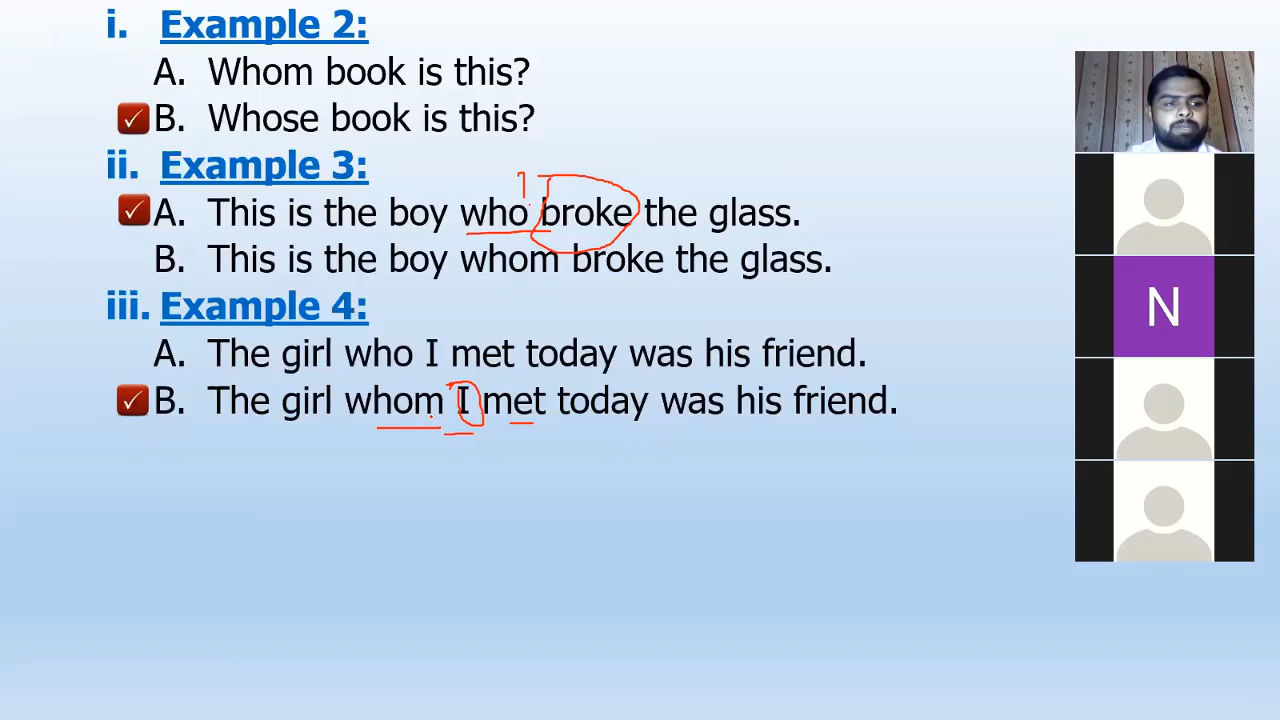 i. Example 2:
A. Whom book is this?
B. Whose book is this?
ii. Example 3:
A. This is the boy who broke the glass.
B. This is the boy whom broke the glass.
iii. Example 4:
A. The girl who I met today was his friend.
B. The girl whom I met today was his friend.
N